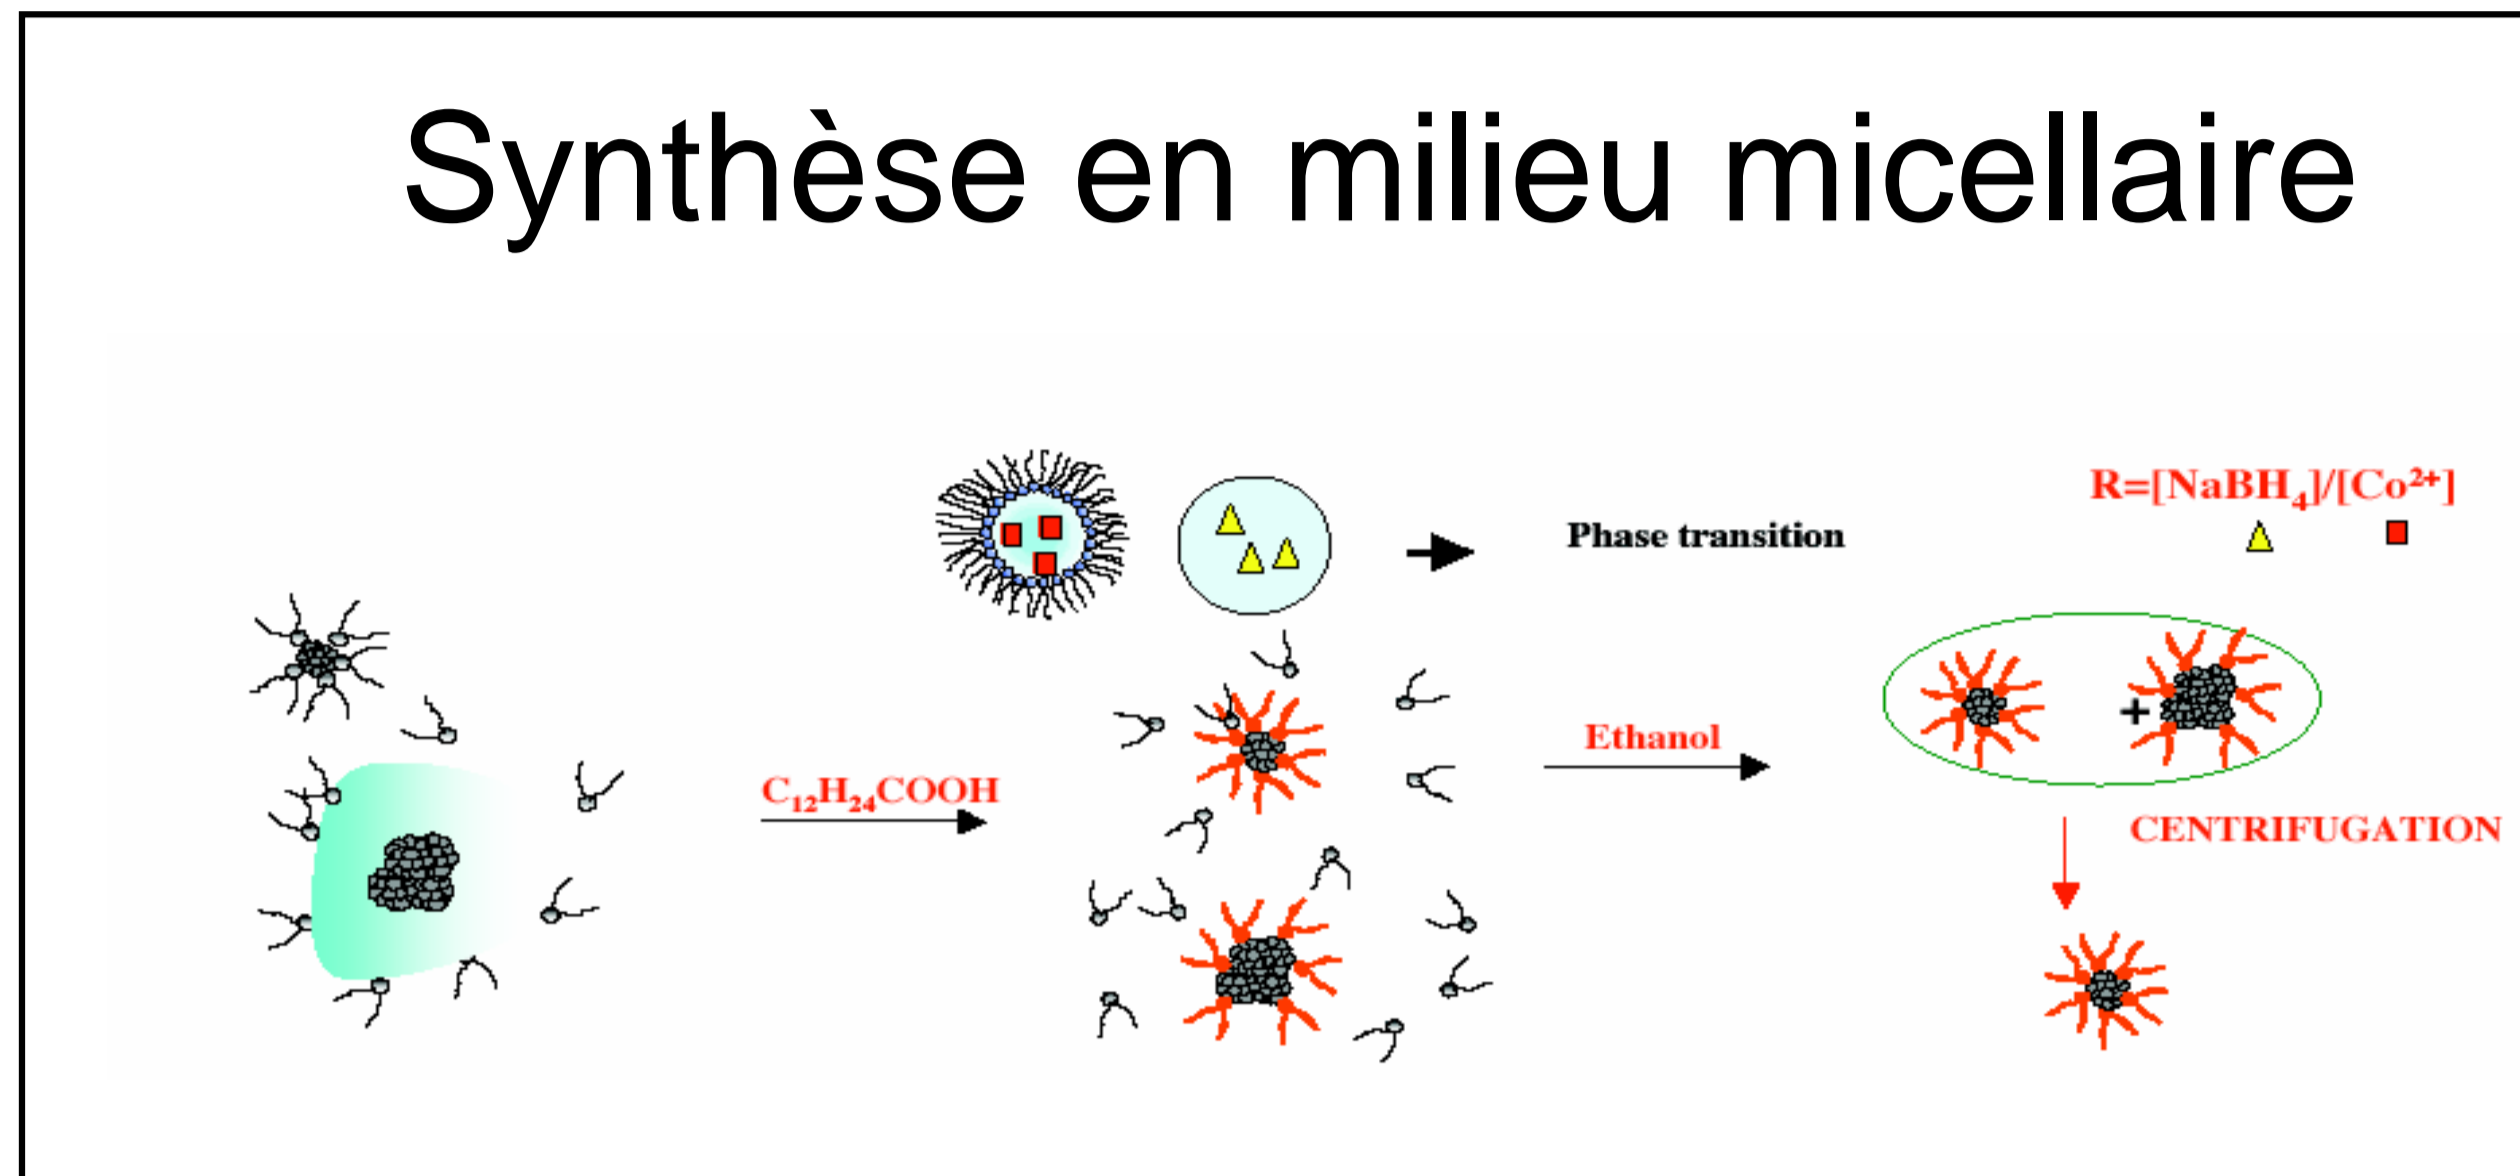 Synthèse en milieu micellaire
R=[NaBH₄]/[Co²⁺]
Phase transition
Ethanol
C₁₂H₂₄COOH
+
CENTRIFUGATION